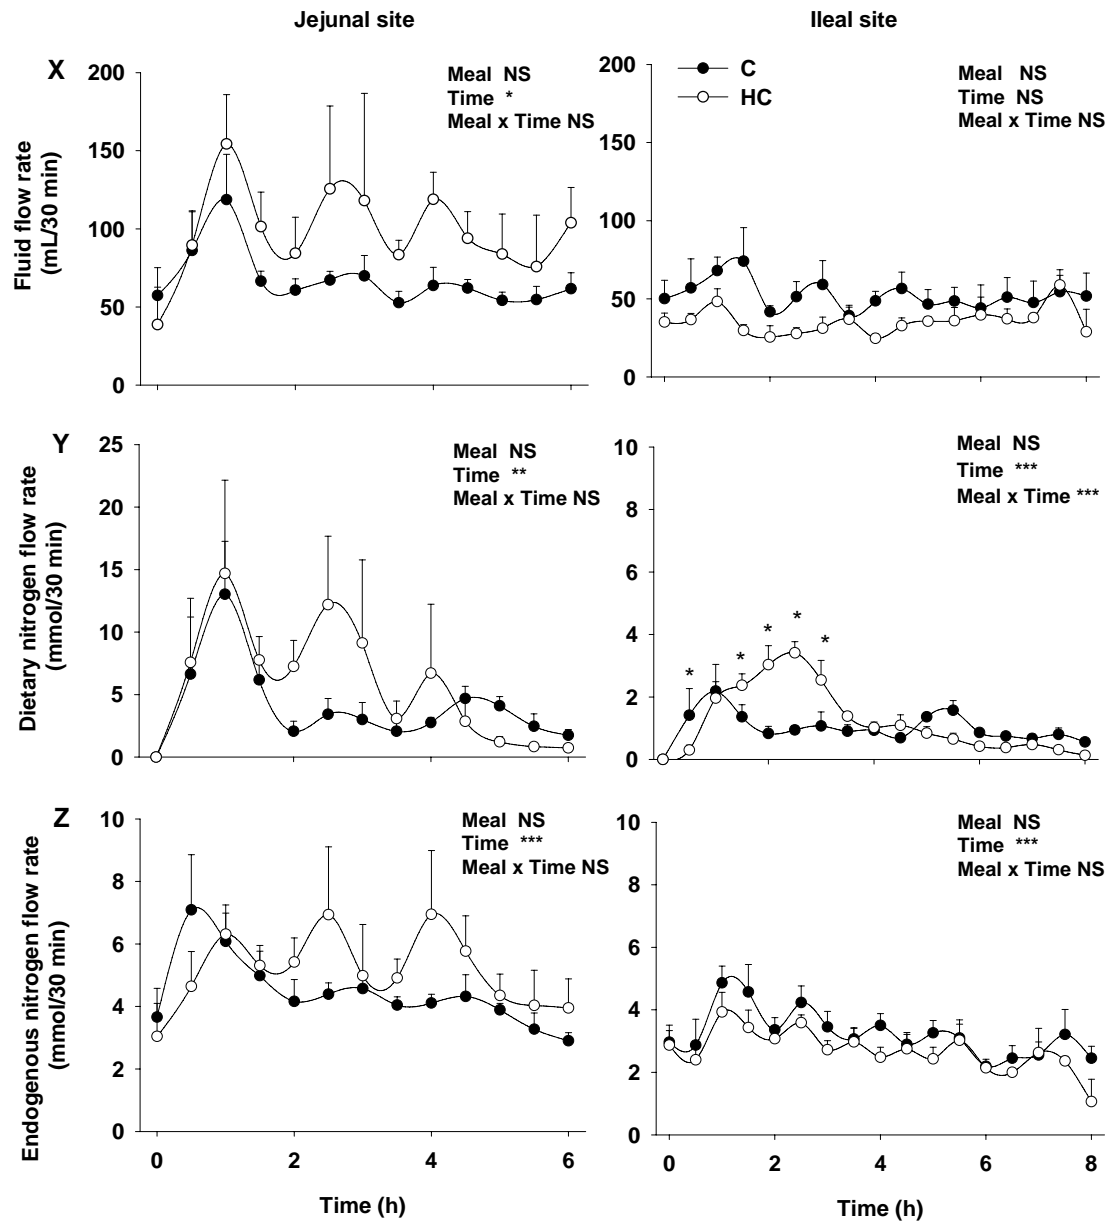 Jejunal site
Ileal site
X
Fluid flow rate
(mL/30 min)
200
150
100
50
0
Meal NS
Time *
Meal x Time NS
200
150
100
50
0
C
HC
Meal NS
Time NS
Meal x Time NS
Y
Dietary nitrogen flow rate
(mmol/30 min)
25
20
15
10
5
0
Meal NS
Time **
Meal x Time NS
10
8
6
4
2
0
* * * * *
Meal NS
Time ***
Meal x Time ***
Z
Endogenous nitrogen flow rate
(mmol/30 min)
10
8
6
4
2
0
Meal NS
Time ***
Meal x Time NS
0 2 4 6
Time (h)
10
8
6
4
2
0
Meal NS
Time ***
Meal x Time NS
0 2 4 6 8
Time (h)